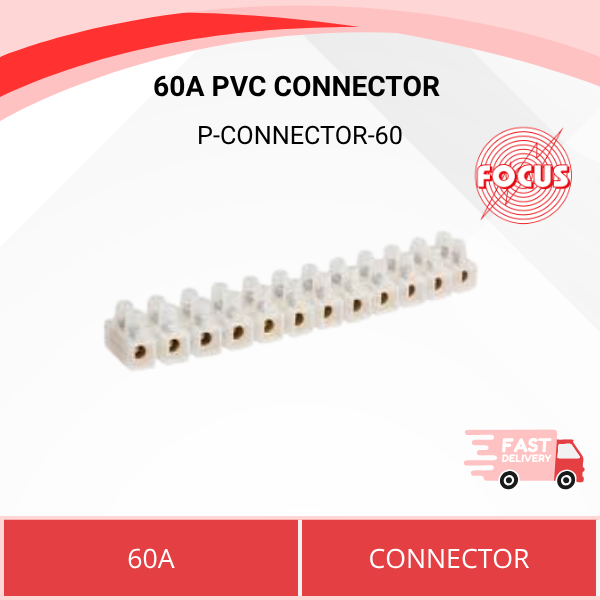 60A PVC CONNECTOR
P-CONNECTOR-60
FOCUS
FAST
DELIVERY
60A
CONNECTOR